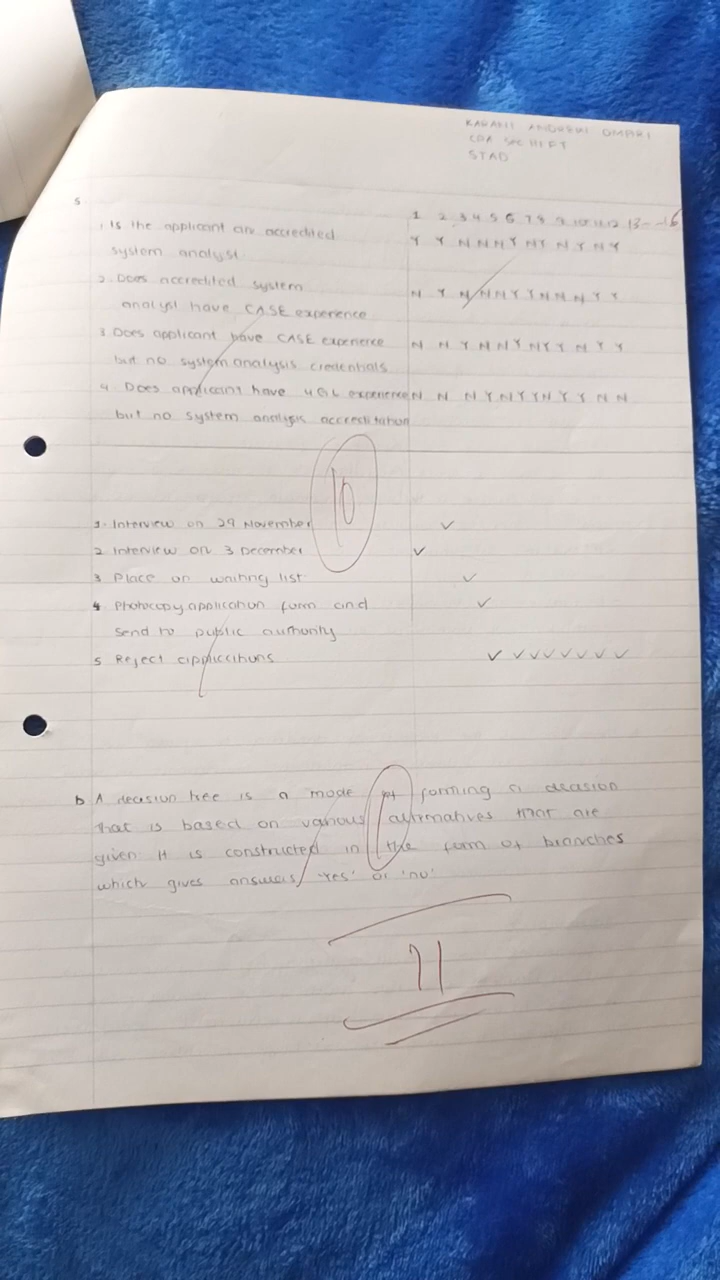 KARANI ANDREW OMPIRI
CPA SEC III FT
STAD
5
1 2 3 4 5 6 7 8 9 10 11 12 13 - - 16
1. Is the applicant an accredited Y Y N N N Y N Y N Y N Y
system analyst
2. Does accredited system
analyst have CASE experience N Y N N N Y Y N N N Y Y
3 Does applicant have CASE experience N N Y N N Y N Y Y N Y Y
but no system analysis credentials
4. Does applicant have 4GL experience N N N Y N Y Y N Y Y N N
but no system analysis accreditation
10
1. Interview on 29 November ✓
2 Interview on 3 December ✓
3 Place on waiting list ✓
4 Photocopy application form and ✓
send to public authority
5 Reject applications ✓ ✓ ✓ ✓ ✓ ✓ ✓ ✓
b A decision tree is a mode of forming a decision
that is based on various alternatives that are
given. It is constructed in the form of branches
which gives answers 'Yes' or 'no'
11